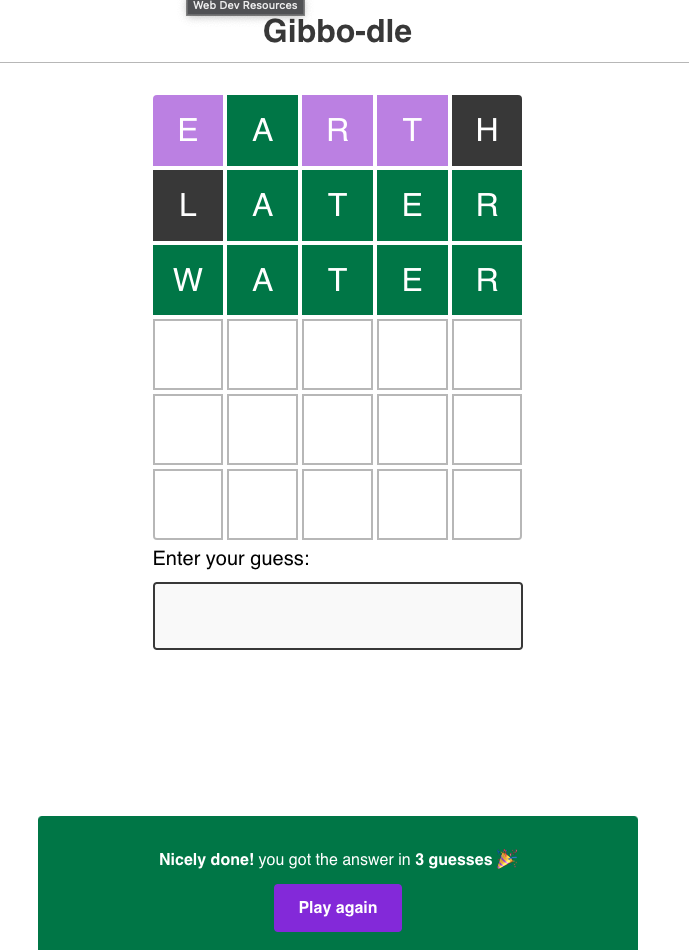 Web Dev Resources
Gibbo-dle
E A R T H
L A T E R
W A T E R
Enter your guess:
Nicely done! you got the answer in 3 guesses 🎉
Play again